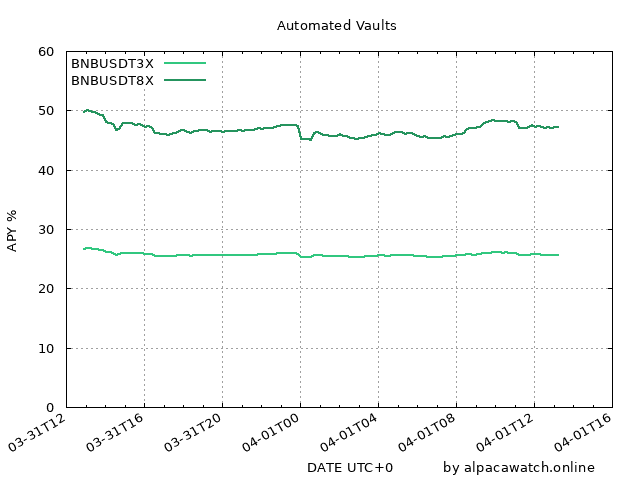 Automated Vaults
60
50
40
30
20
10
0
APY %
BNBUSDT3X
BNBUSDT8X
03-31T12
03-31T16
03-31T20
04-01T00
04-01T04
04-01T08
04-01T12
04-01T16
DATE UTC+0
by alpacawatch.online